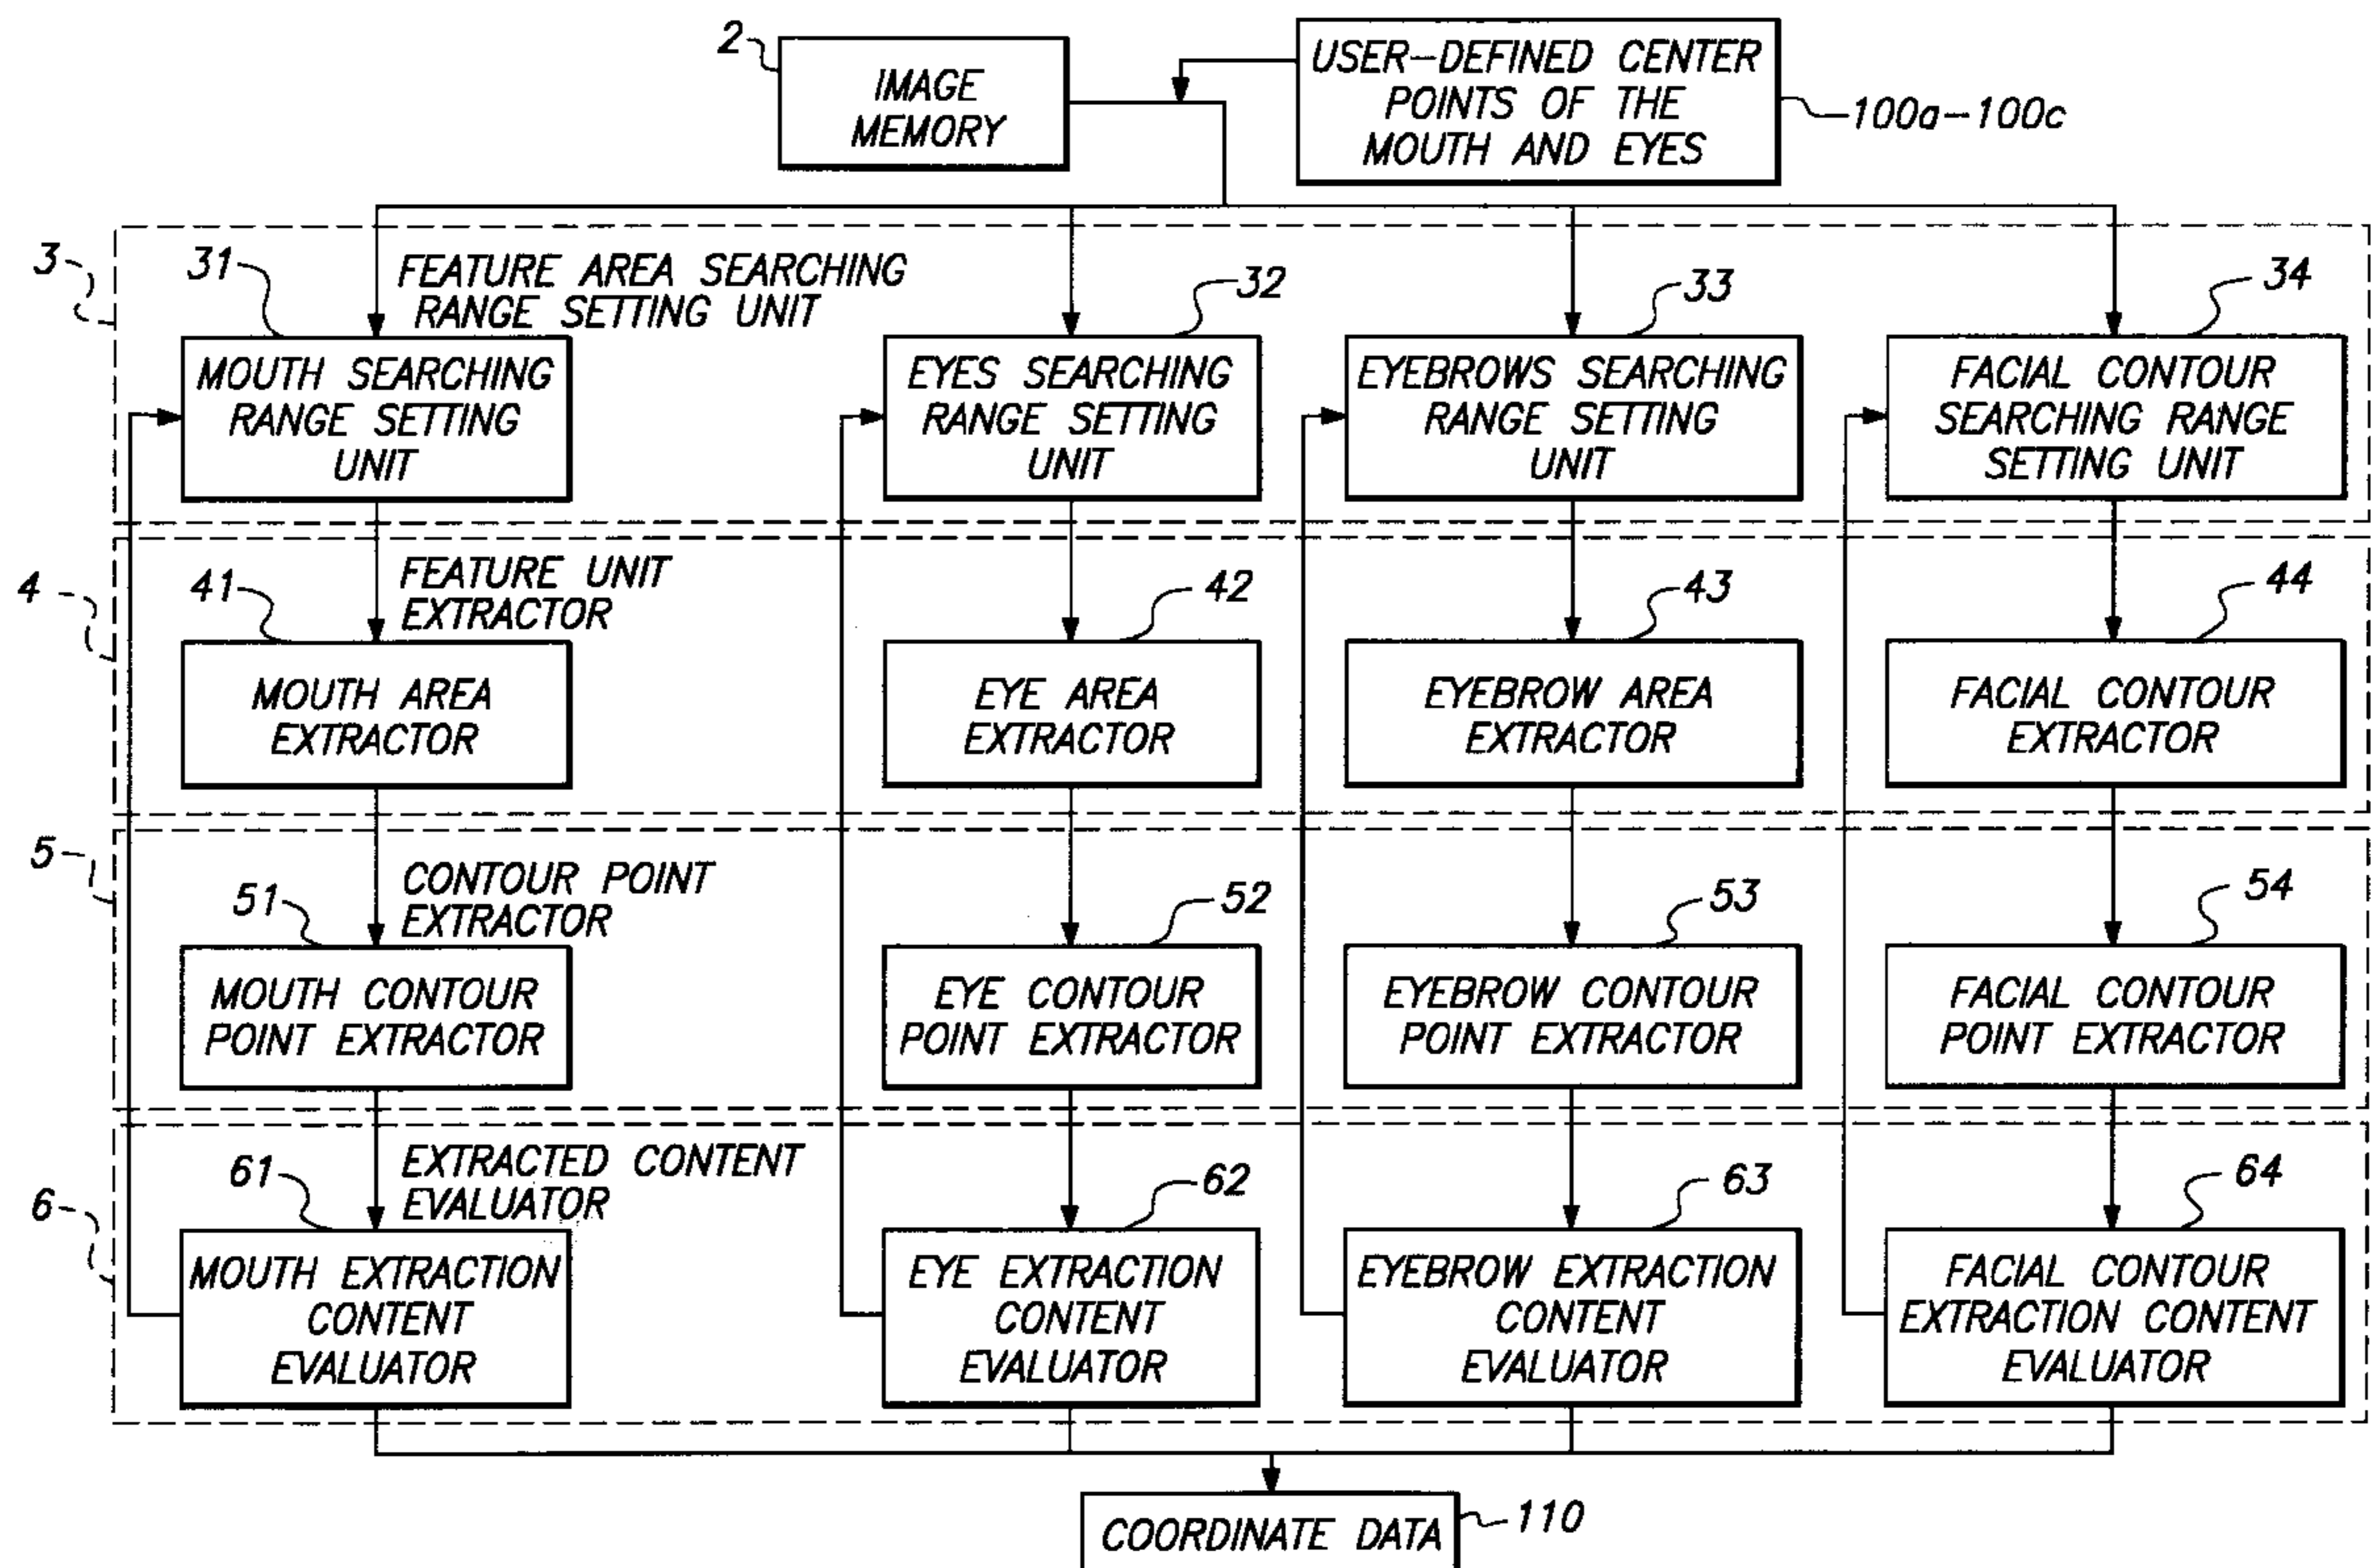 2
IMAGE
MEMORY
USER-DEFINED CENTER
POINTS OF THE
MOUTH AND EYES
100a-100c
3
31
FEATURE AREA SEARCHING
RANGE SETTING UNIT
32
33
34
MOUTH SEARCHING
RANGE SETTING
UNIT
EYES SEARCHING
RANGE SETTING
UNIT
EYEBROWS SEARCHING
RANGE SETTING
UNIT
FACIAL CONTOUR
SEARCHING RANGE
SETTING UNIT
4
41
FEATURE UNIT
EXTRACTOR
42
43
44
MOUTH AREA
EXTRACTOR
EYE AREA
EXTRACTOR
EYEBROW AREA
EXTRACTOR
FACIAL CONTOUR
EXTRACTOR
5
51
CONTOUR POINT
EXTRACTOR
52
53
54
MOUTH CONTOUR
POINT EXTRACTOR
EYE CONTOUR
POINT EXTRACTOR
EYEBROW CONTOUR
POINT EXTRACTOR
FACIAL CONTOUR
POINT EXTRACTOR
6
61
EXTRACTED CONTENT
EVALUATOR
62
63
64
MOUTH EXTRACTION
CONTENT
EVALUATOR
EYE EXTRACTION
CONTENT
EVALUATOR
EYEBROW EXTRACTION
CONTENT
EVALUATOR
FACIAL CONTOUR
EXTRACTION CONTENT
EVALUATOR
COORDINATE DATA
110